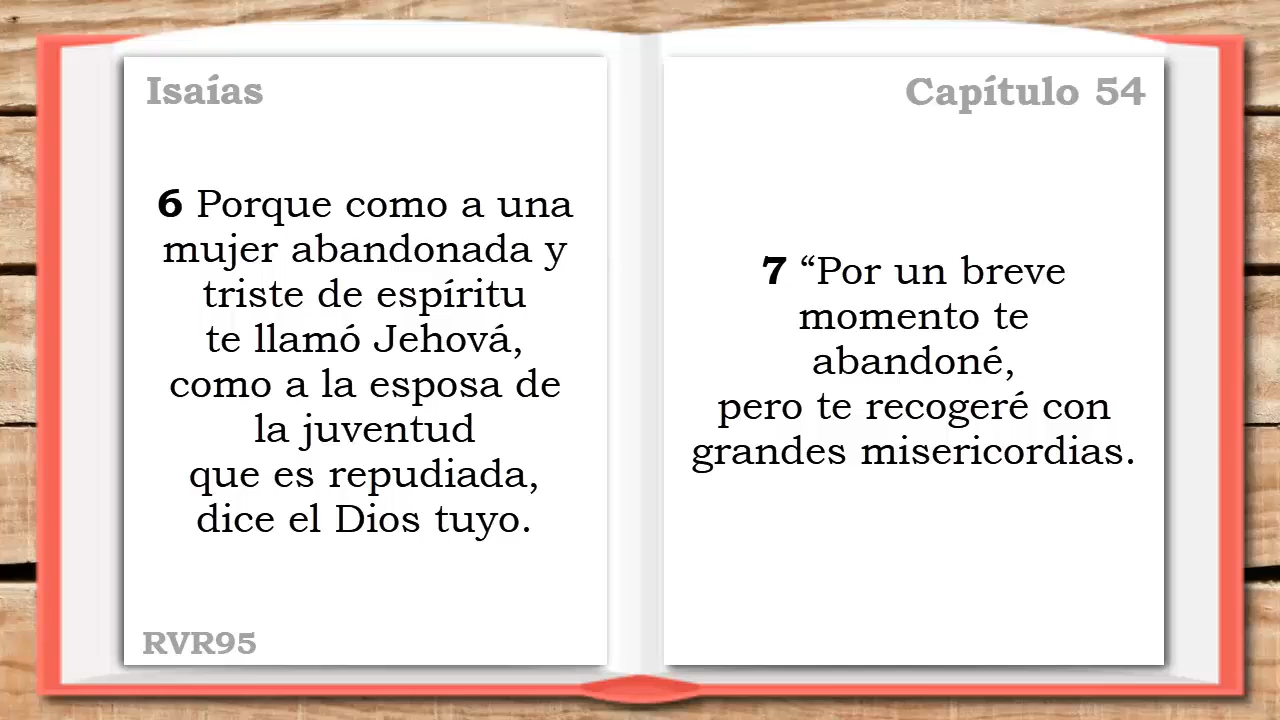 Isaías
6 Porque como a una
mujer abandonada y
triste de espíritu
te llamó Jehová,
como a la esposa de
la juventud
que es repudiada,
dice el Dios tuyo.
RVR95
Capítulo 54
7 “Por un breve
momento te
abandoné,
pero te recogeré con
grandes misericordias.